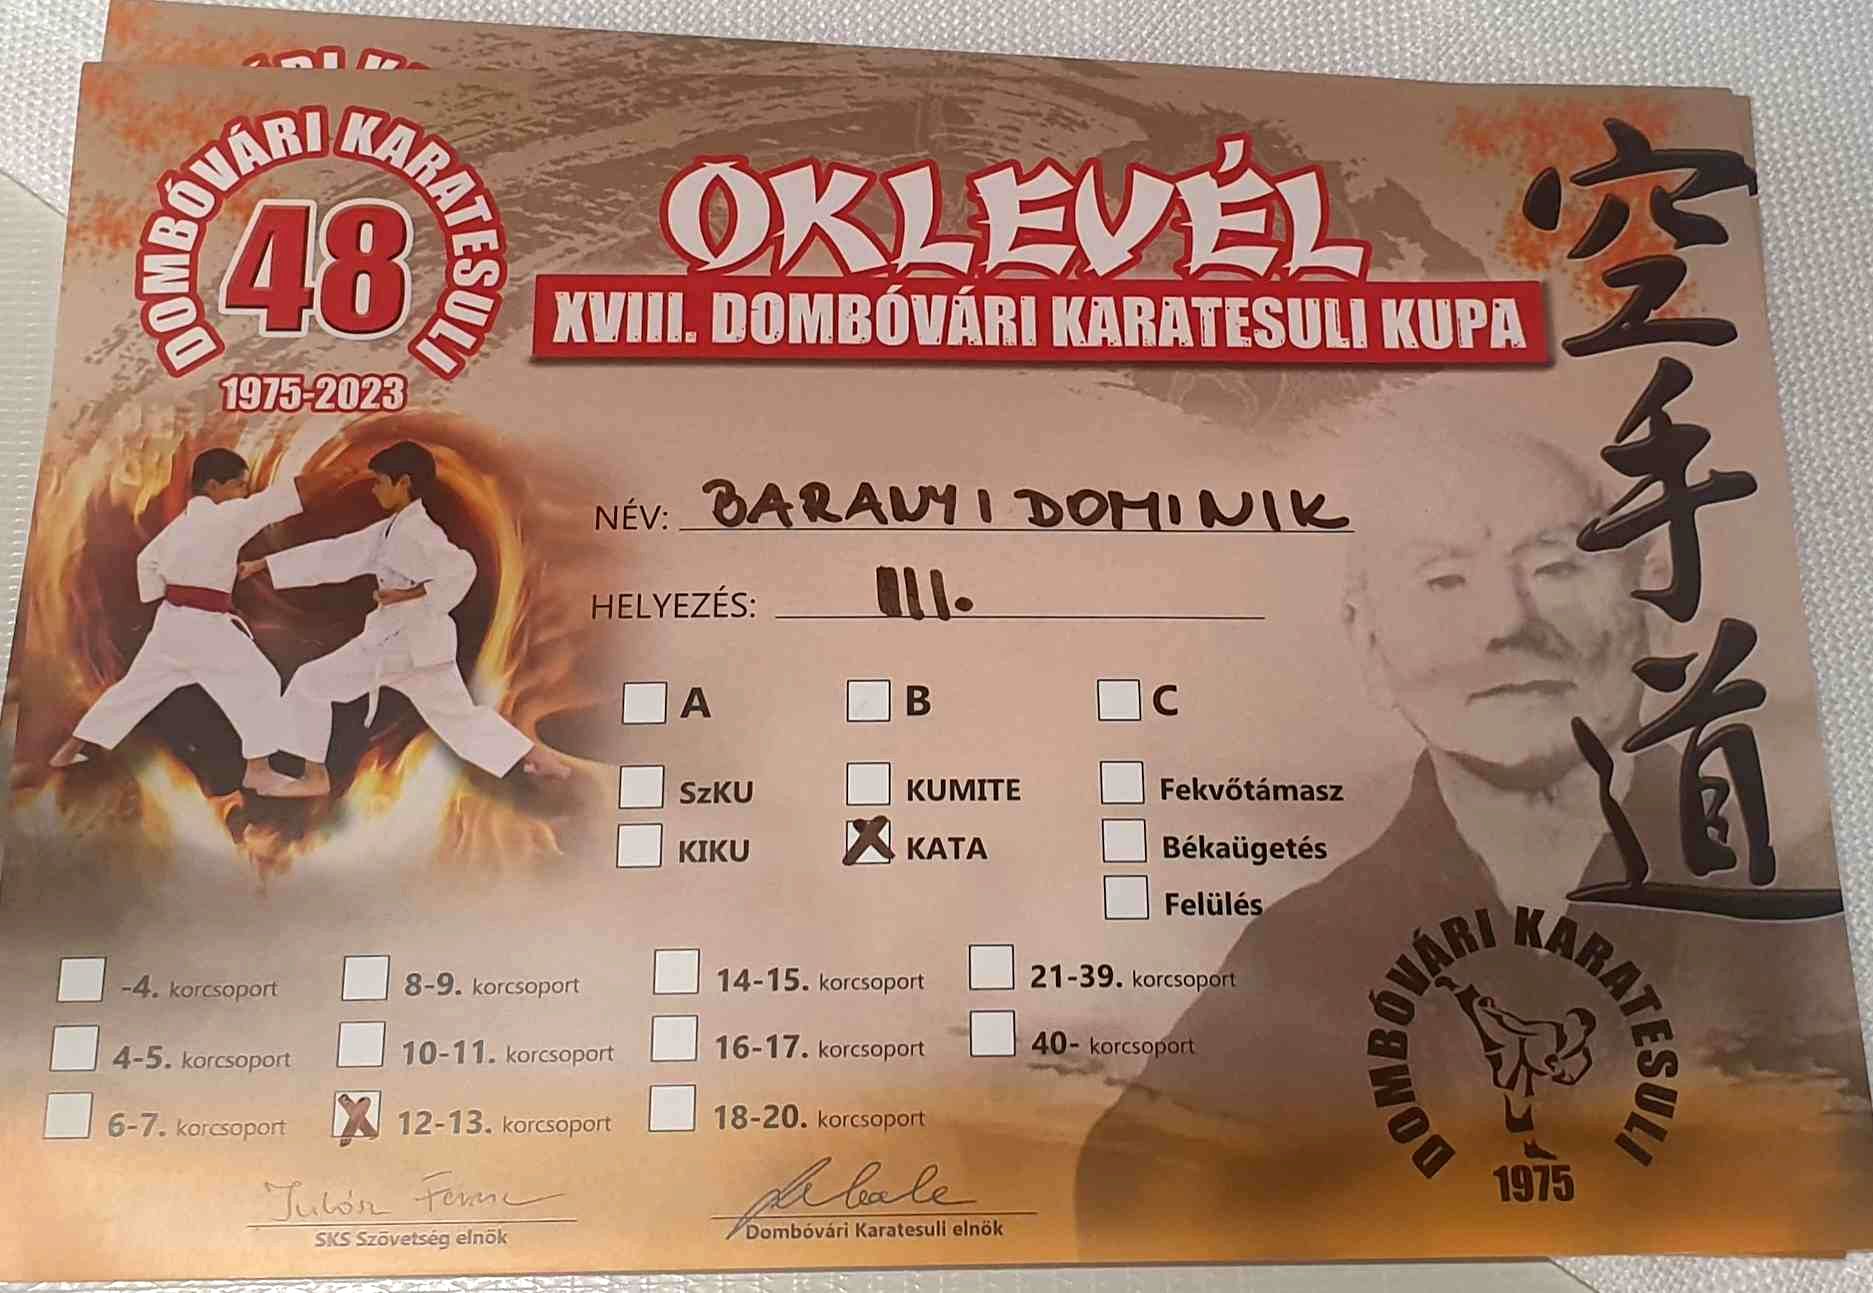 DOMBÓVÁRI KARATESULI
48
1975-2023
OKLEVÉL
XVIII. DOMBÓVÁRI KARATESULI KUPA
空手道
NÉV: BARANYI DOMINIK
HELYEZÉS: III.
A B C
SzKU KUMITE Fekvőtámasz
KIKU X KATA Békaügetés
Felülés
-4. korcsoport 8-9. korcsoport 14-15. korcsoport 21-39. korcsoport
4-5. korcsoport 10-11. korcsoport 16-17. korcsoport 40- korcsoport
6-7. korcsoport X 12-13. korcsoport 18-20. korcsoport
SKS Szövetség elnök
Dombóvári Karatesuli elnök
DOMBÓVÁRI KARATESULI
1975